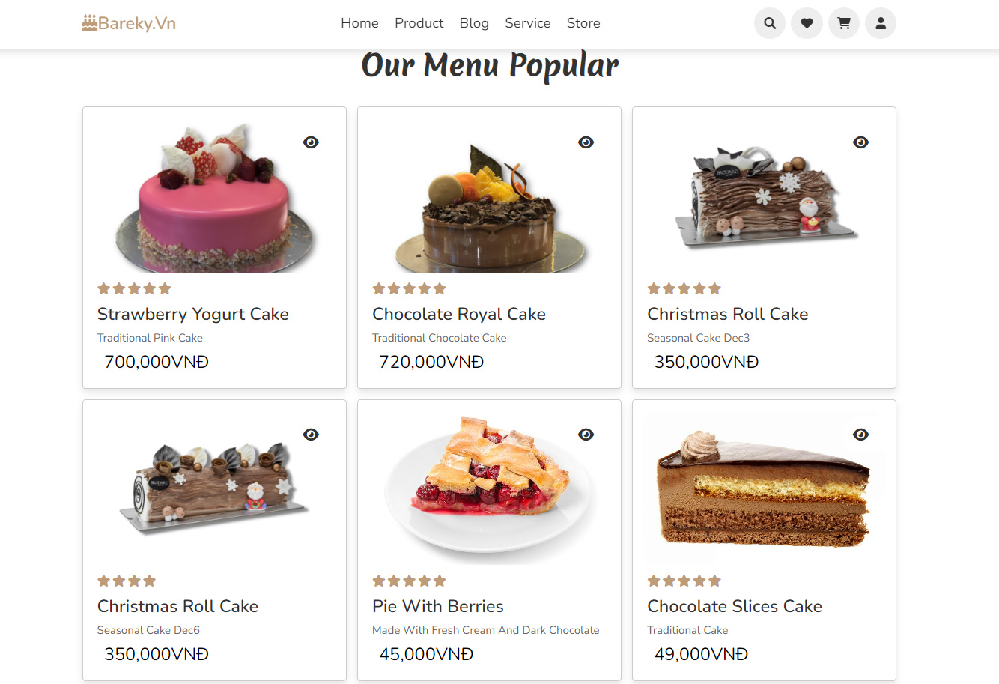 Bareky.Vn
Home Product Blog Service Store
Our Menu Popular
BRODARD
Strawberry Yogurt Cake
Traditional Pink Cake
700,000VNĐ
Chocolate Royal Cake
Traditional Chocolate Cake
720,000VNĐ
Christmas Roll Cake
Seasonal Cake Dec3
350,000VNĐ
BRODARD
Christmas Roll Cake
Seasonal Cake Dec6
350,000VNĐ
Pie With Berries
Made With Fresh Cream And Dark Chocolate
45,000VNĐ
Chocolate Slices Cake
Traditional Cake
49,000VNĐ